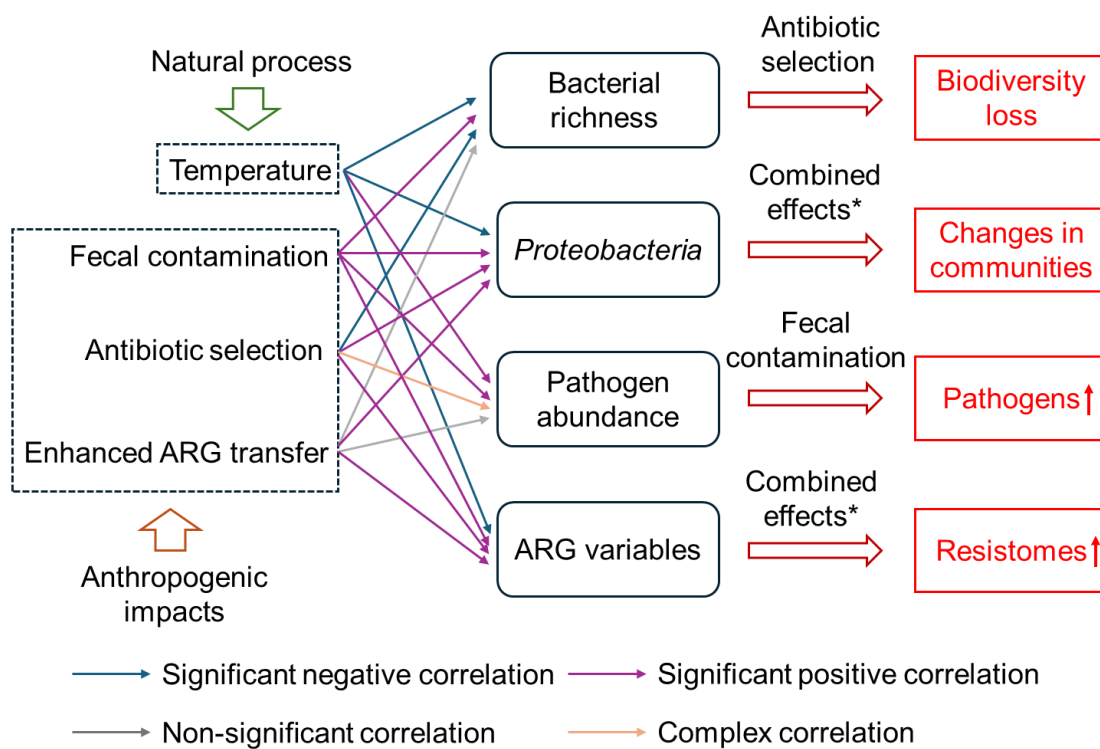 Natural process
Temperature
Fecal contamination
Antibiotic selection
Enhanced ARG transfer
Anthropogenic
impacts
Bacterial
richness
Proteobacteria
Pathogen
abundance
ARG variables
Antibiotic
selection
Combined
effects*
Fecal
contamination
Combined
effects*
Biodiversity
loss
Changes in
communities
Pathogens↑
Resistomes↑
Significant negative correlation
Significant positive correlation
Non-significant correlation
Complex correlation